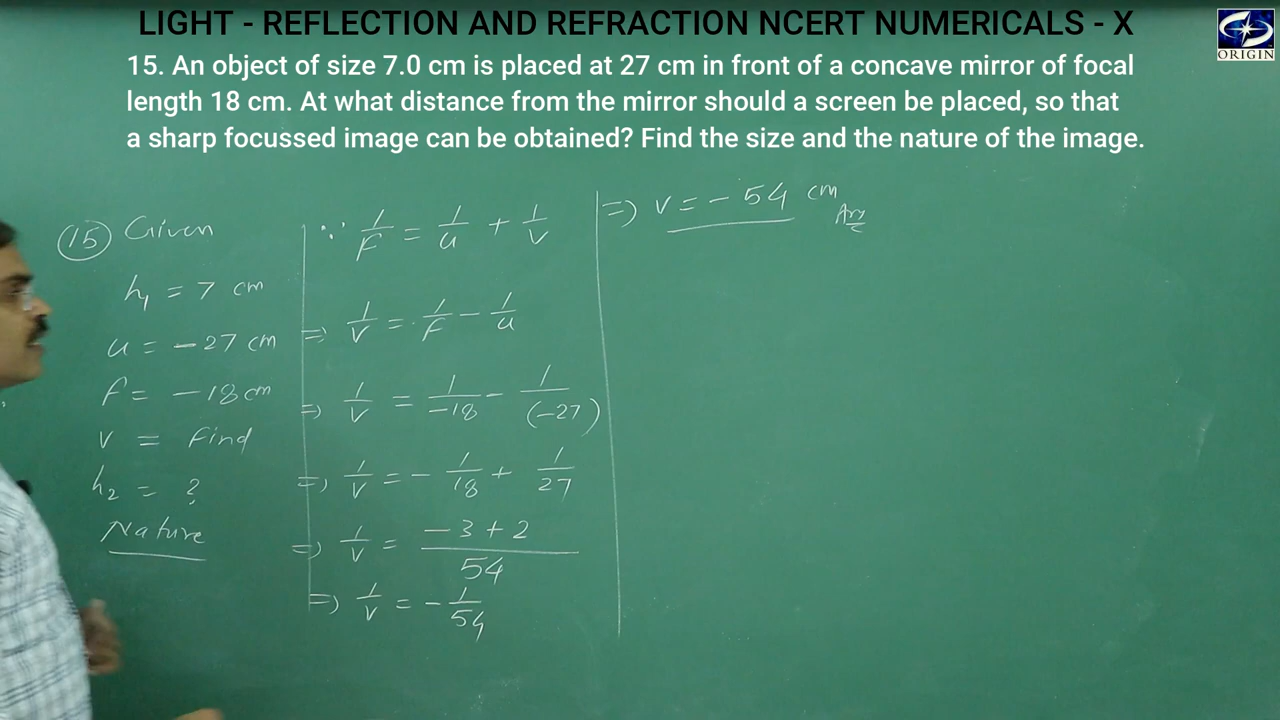 LIGHT - REFLECTION AND REFRACTION NCERT NUMERICALS - X
ORIGIN
15. An object of size 7.0 cm is placed at 27 cm in front of a concave mirror of focal
length 18 cm. At what distance from the mirror should a screen be placed, so that
a sharp focussed image can be obtained? Find the size and the nature of the image.
(15) Given
h₁ = 7 cm
u = -27 cm
f = -18 cm
v = Find
h₂ = ?
Nature
∵ 1/f = 1/u + 1/v
⇒ 1/v = 1/f - 1/u
⇒ 1/v = 1/-18 - 1/(-27)
⇒ 1/v = - 1/18 + 1/27
⇒ 1/v = -3+2/54
⇒ 1/v = -1/54
⇒ v = -54 cm
Ans